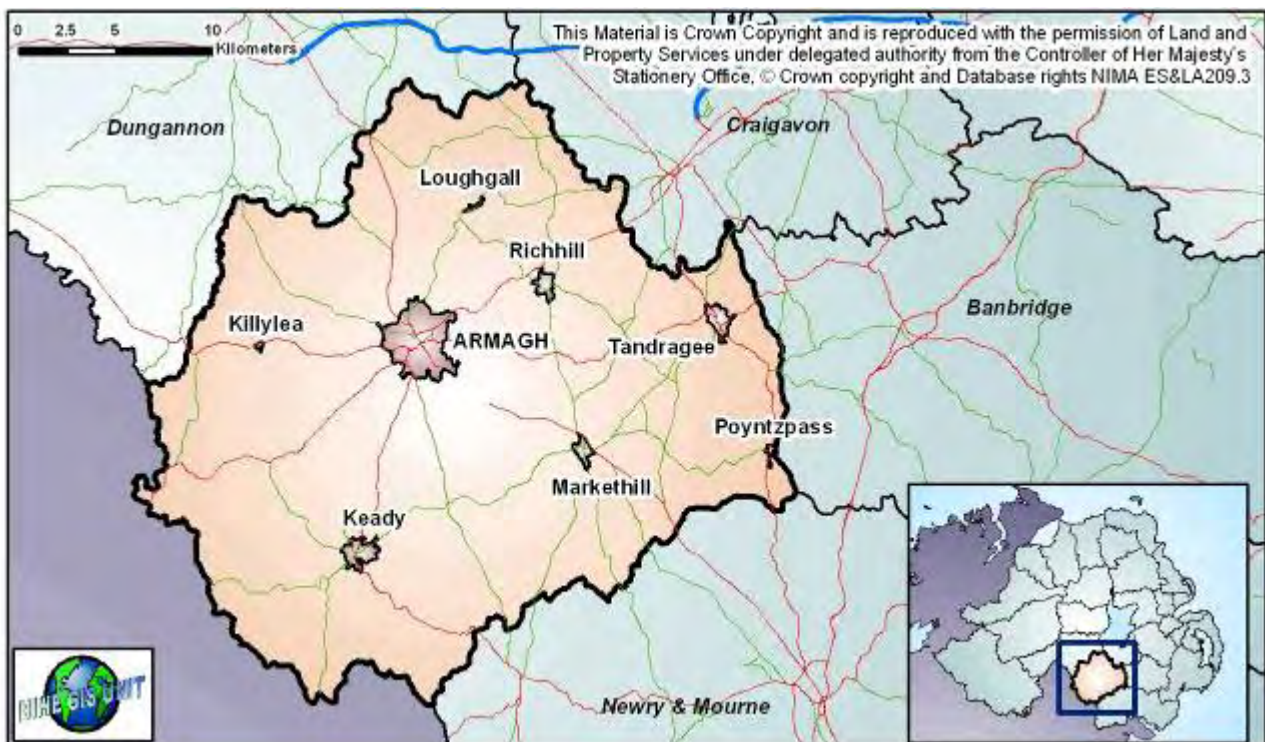 0 2.5 5 10
Kilometers
This Material is Crown Copyright and is reproduced with the permission of Land and
Property Services under delegated authority from the Controller of Her Majesty's
Stationery Office, © Crown copyright and Database rights NIMA ES&LA209.3
Dungannon
Craigavon
Loughgall
Richhill
Banbridge
Killylea
ARMAGH
Tandragee
Poyntzpass
Markethill
Keady
Newry & Mourne
NIHE GIS UNIT